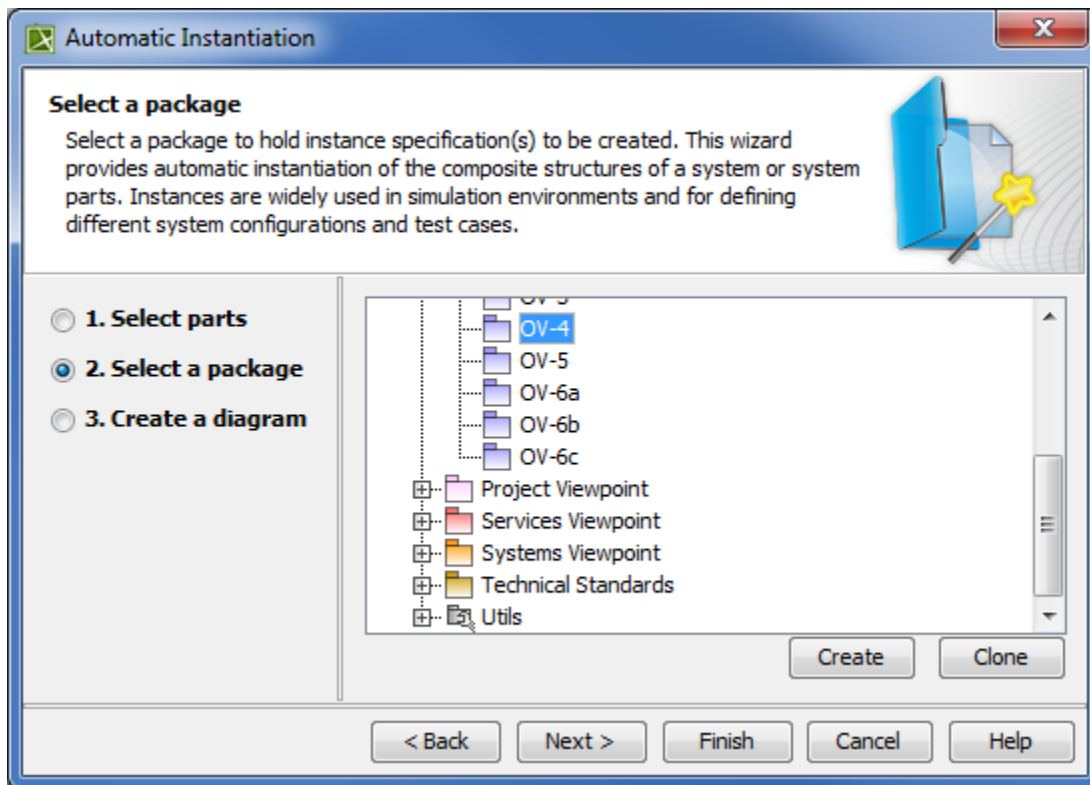 Automatic Instantiation
Select a package
Select a package to hold instance specification(s) to be created. This wizard
provides automatic instantiation of the composite structures of a system or system
parts. Instances are widely used in simulation environments and for defining
different system configurations and test cases.
1. Select parts
2. Select a package
3. Create a diagram
OV-4
OV-5
OV-6a
OV-6b
OV-6c
Project Viewpoint
Services Viewpoint
Systems Viewpoint
Technical Standards
Utils
Create Clone
< Back Next > Finish Cancel Help